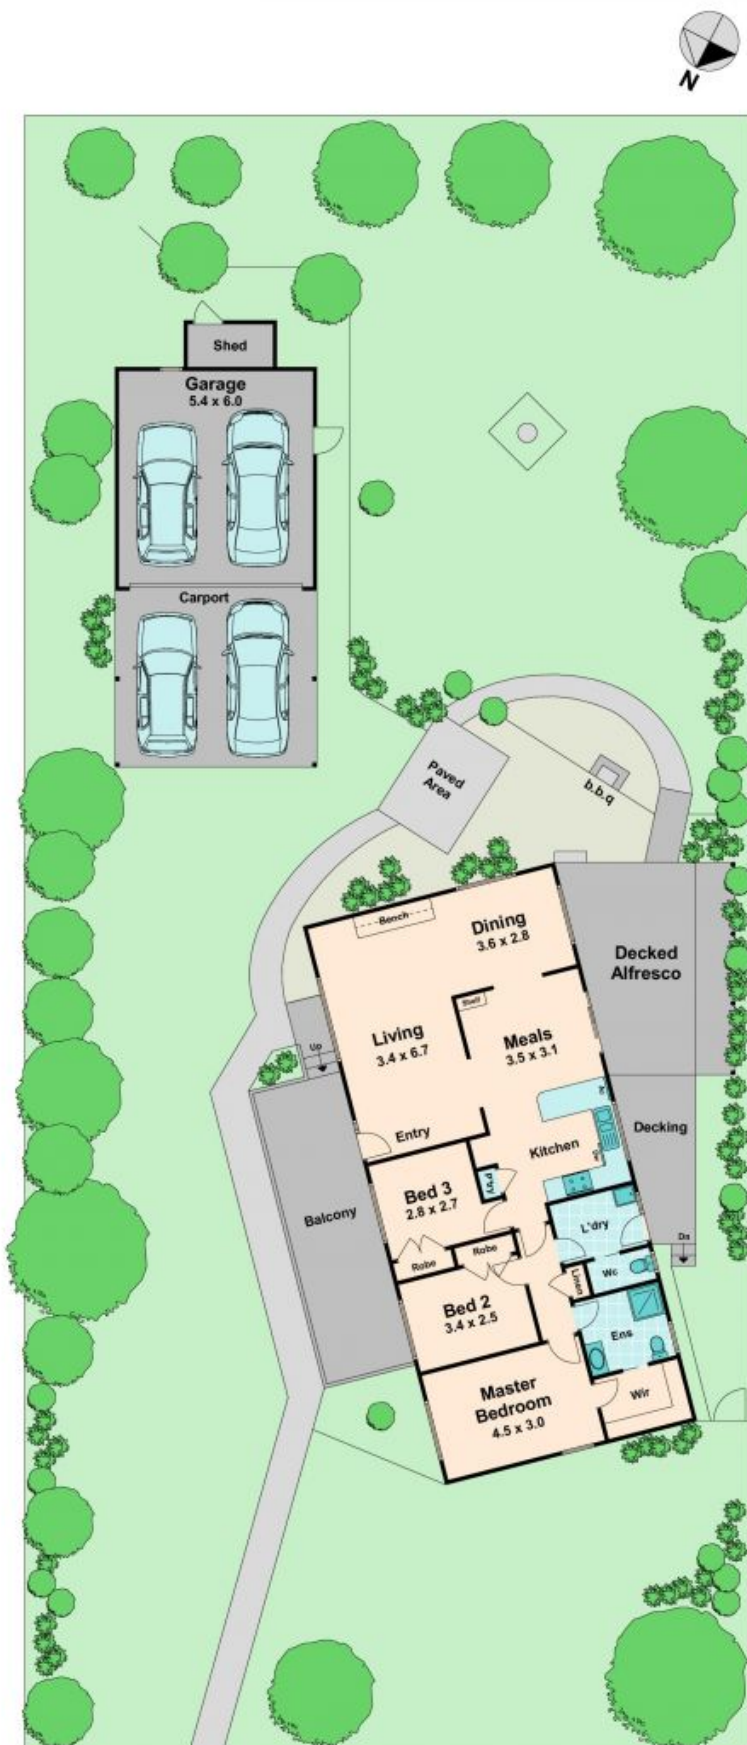 N
Shed
Garage
5.4 x 6.0
Carport
Paved
Area
b.b.q
Bench
Dining
3.6 x 2.8
Decked
Alfresco
Shelf
Living
3.4 x 6.7
Meals
3.5 x 3.1
Up
Entry
Kitchen
Decking
P'try
Bed 3
2.8 x 2.7
Balcony
L'dry
Robe
Robe
Dn
Linen
Wc
Bed 2
3.4 x 2.5
Ens
Master
Bedroom
4.5 x 3.0
Wir